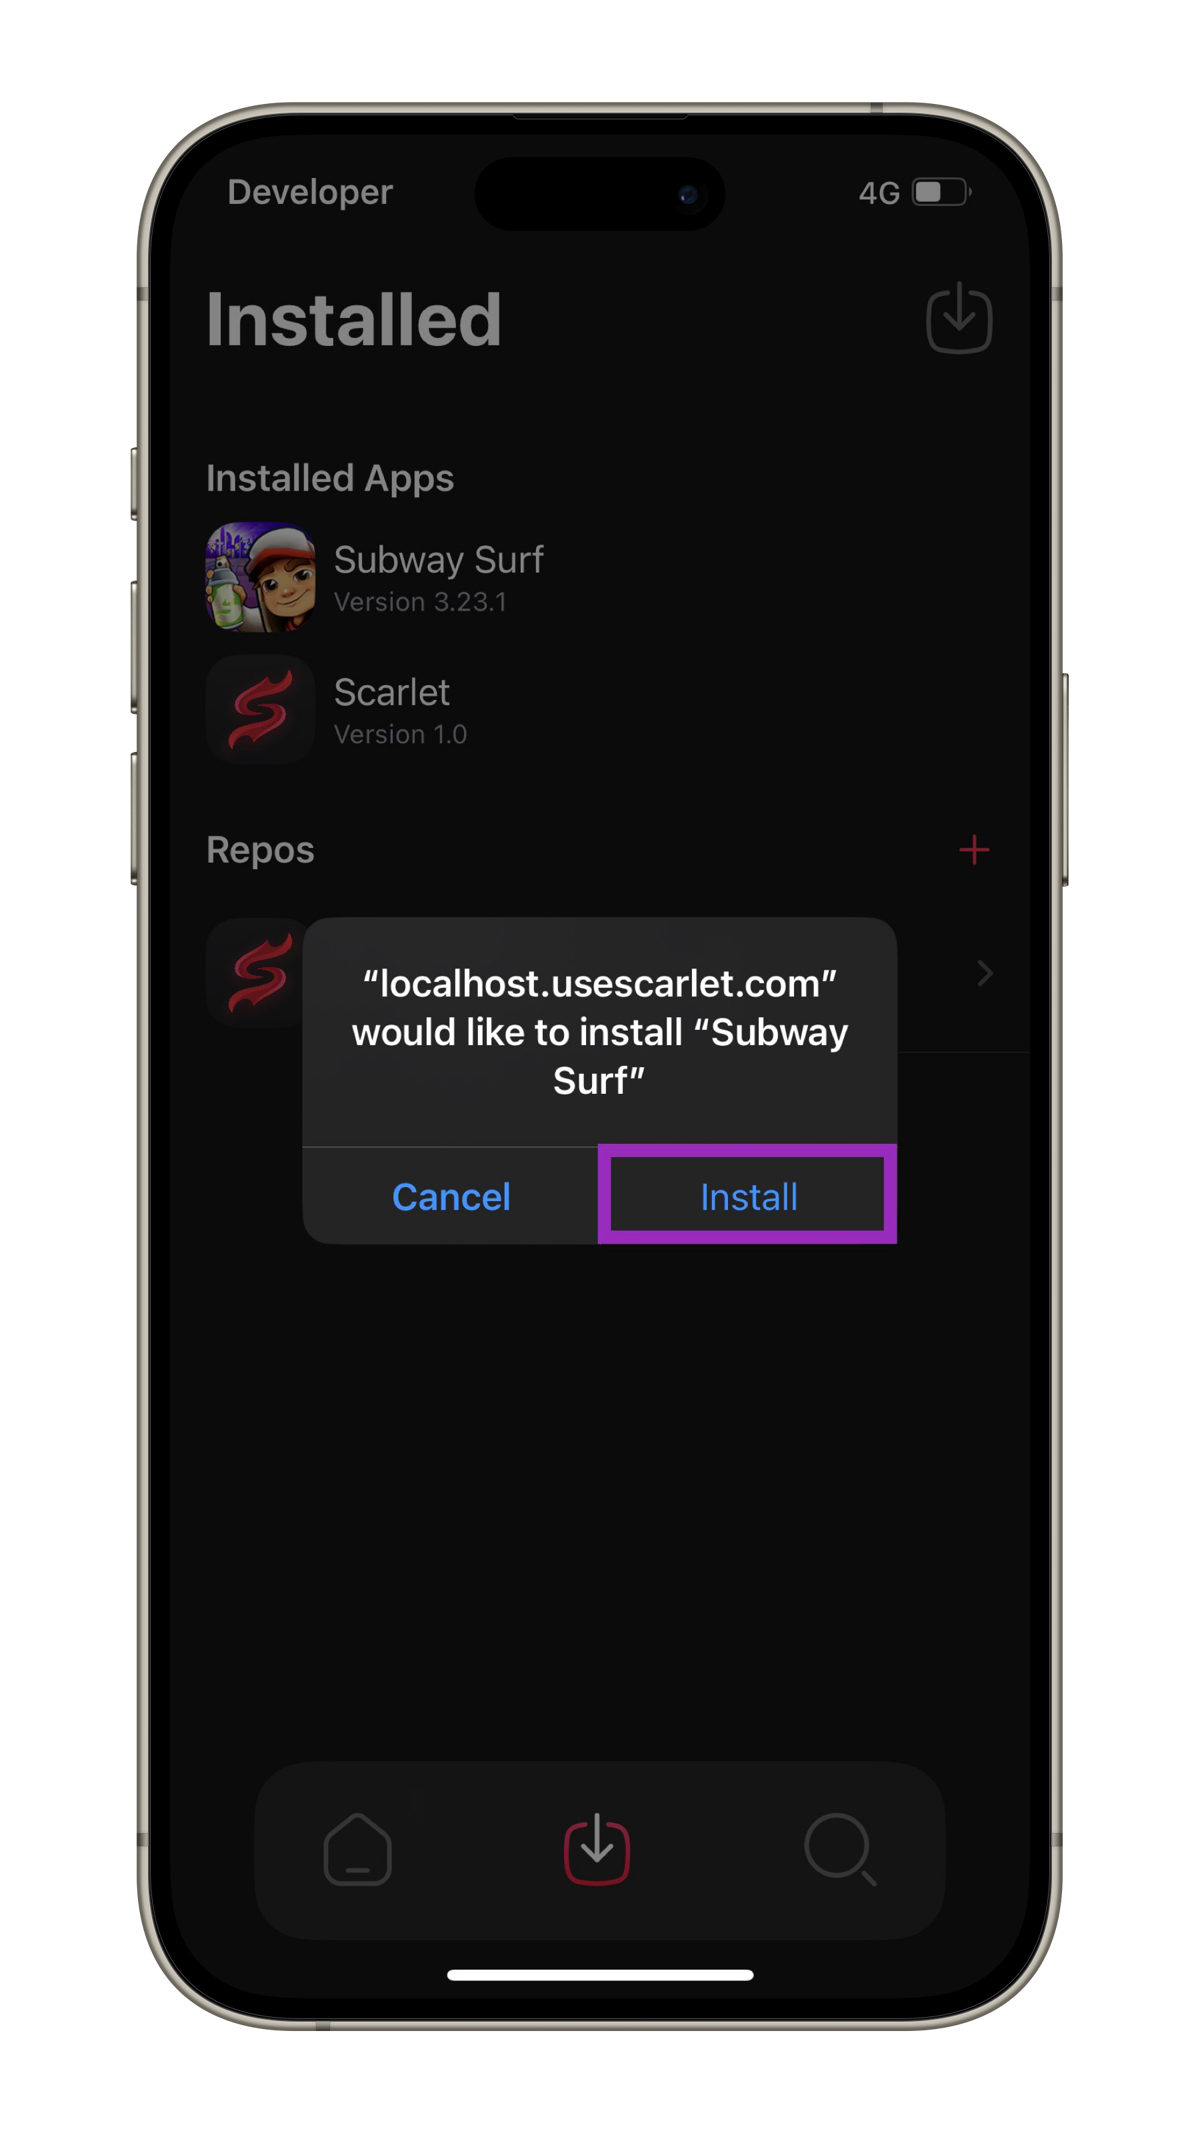 Developer
4G
Installed
Installed Apps
Subway Surf
Version 3.23.1
Scarlet
Version 1.0
Repos
“localhost.usescarlet.com”
would like to install “Subway
Surf”
Cancel
Install